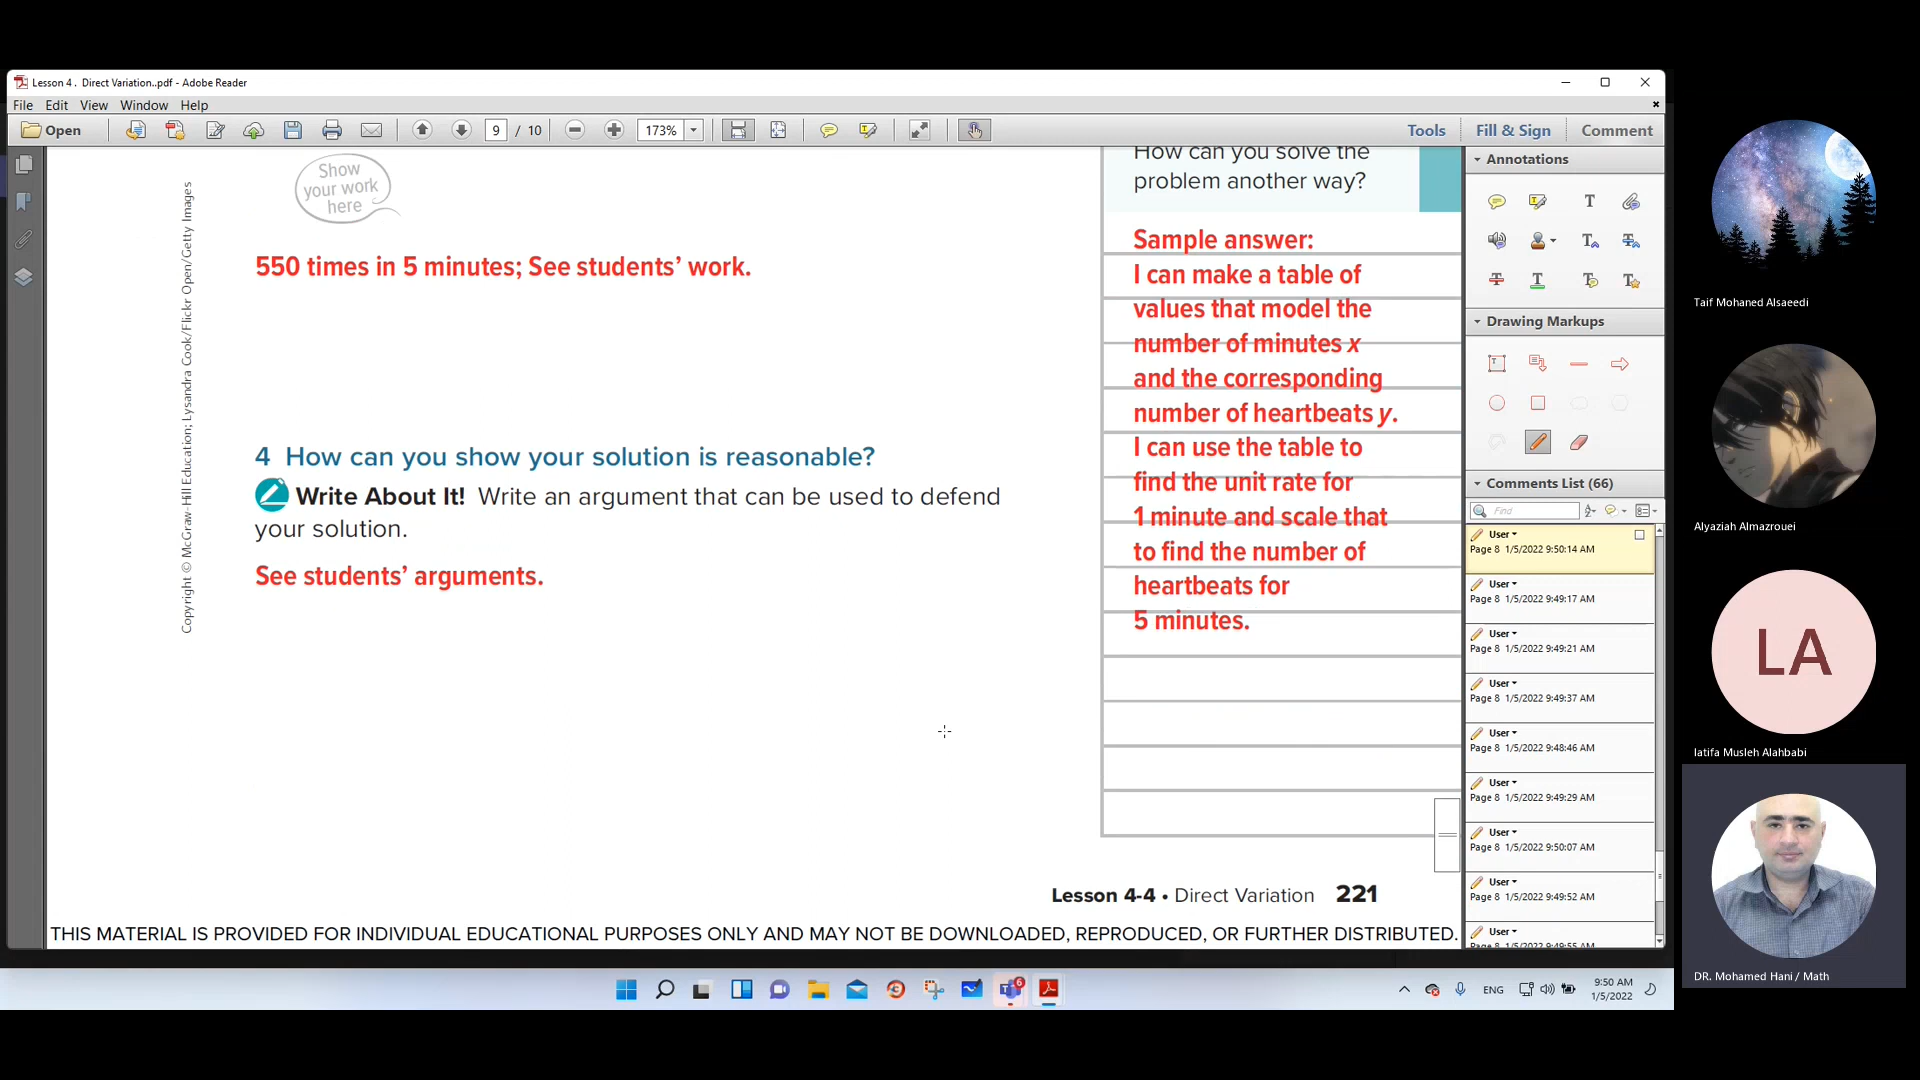 Lesson 4 . Direct Variation..pdf - Adobe Reader
File Edit View Window Help
Open 9 / 10 173% Tools Fill & Sign Comment
Show
your work
here
550 times in 5 minutes; See students’ work.
4 How can you show your solution is reasonable?
Write About It! Write an argument that can be used to defend
your solution.
See students’ arguments.
Copyright © McGraw-Hill Education; Lysandra Cook/Flickr Open/Getty Images
How can you solve the
problem another way?
Sample answer:
I can make a table of
values that model the
number of minutes x
and the corresponding
number of heartbeats y.
I can use the table to
find the unit rate for
1 minute and scale that
to find the number of
heartbeats for
5 minutes.
Lesson 4-4 • Direct Variation 221
THIS MATERIAL IS PROVIDED FOR INDIVIDUAL EDUCATIONAL PURPOSES ONLY AND MAY NOT BE DOWNLOADED, REPRODUCED, OR FURTHER DISTRIBUTED.
Annotations
Drawing Markups
Comments List (66)
Find
User
Page 8 1/5/2022 9:50:14 AM
User
Page 8 1/5/2022 9:49:17 AM
User
Page 8 1/5/2022 9:49:21 AM
User
Page 8 1/5/2022 9:49:37 AM
User
Page 8 1/5/2022 9:48:46 AM
User
Page 8 1/5/2022 9:49:29 AM
User
Page 8 1/5/2022 9:50:07 AM
User
Page 8 1/5/2022 9:49:52 AM
User
Page 8 1/5/2022 9:49:55 AM
Taif Mohaned Alsaeedi
Alyaziah Almazrouei
LA
latifa Musleh Alahbabi
DR. Mohamed Hani / Math
6
ENG
9:50 AM
1/5/2022